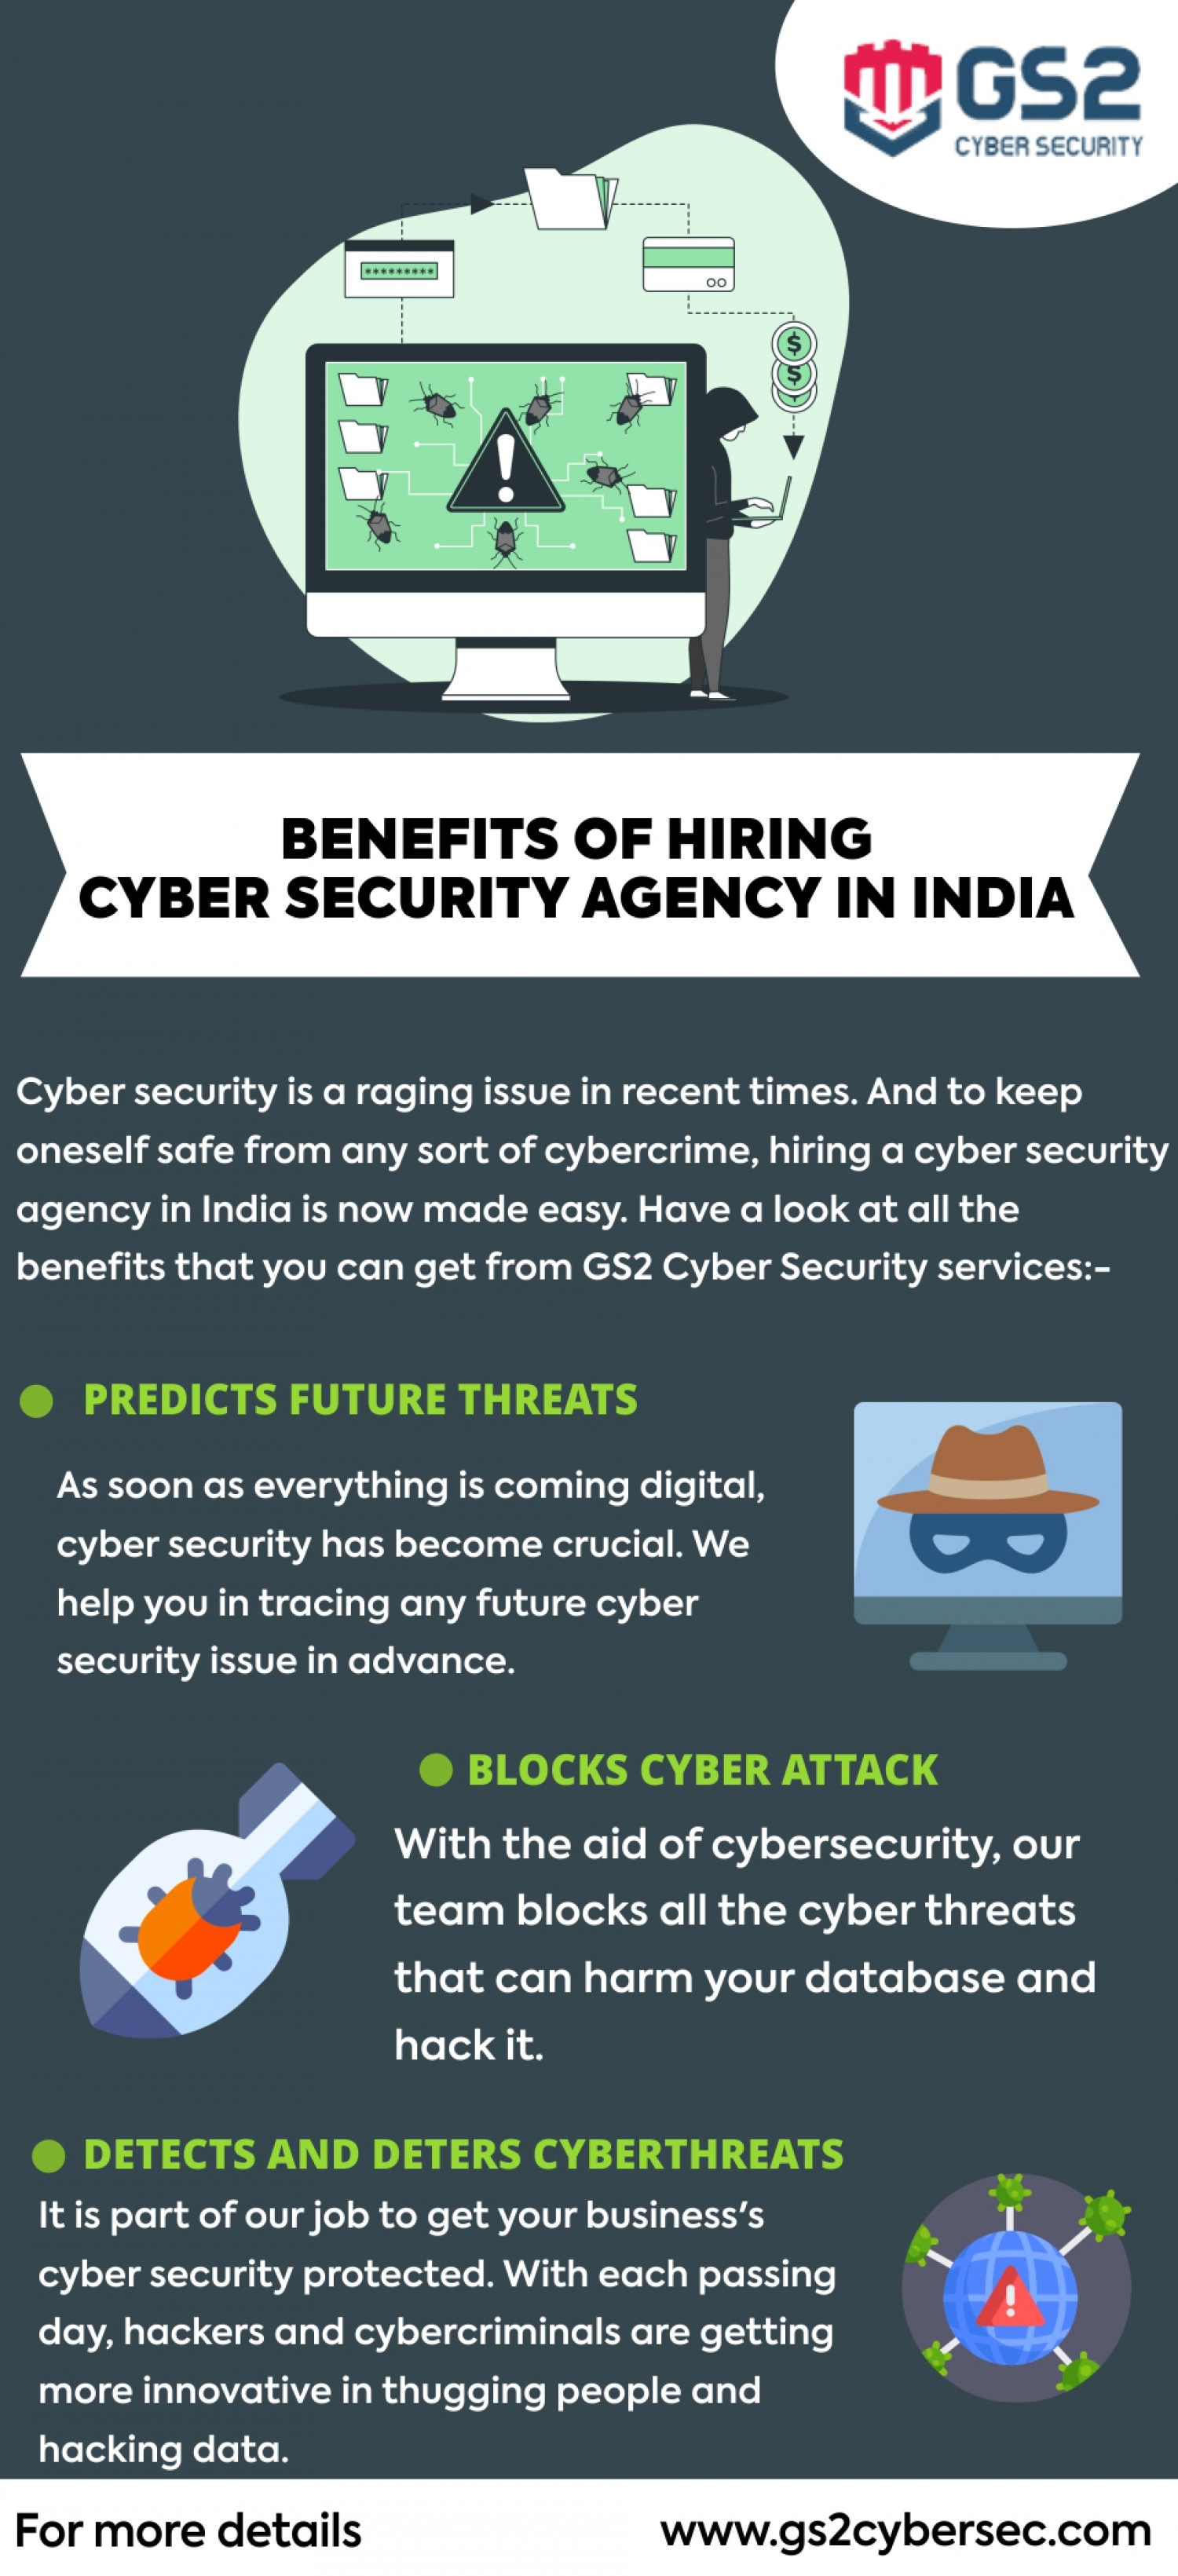 GS2
CYBER SECURITY
*********
$
$
BENEFITS OF HIRING
CYBER SECURITY AGENCY IN INDIA
Cyber security is a raging issue in recent times. And to keep
oneself safe from any sort of cybercrime, hiring a cyber security
agency in India is now made easy. Have a look at all the
benefits that you can get from GS2 Cyber Security services:-
PREDICTS FUTURE THREATS
As soon as everything is coming digital,
cyber security has become crucial. We
help you in tracing any future cyber
security issue in advance.
BLOCKS CYBER ATTACK
With the aid of cybersecurity, our
team blocks all the cyber threats
that can harm your database and
hack it.
DETECTS AND DETERS CYBERTHREATS
It is part of our job to get your business's
cyber security protected. With each passing
day, hackers and cybercriminals are getting
more innovative in thugging people and
hacking data.
For more details
www.gs2cybersec.com